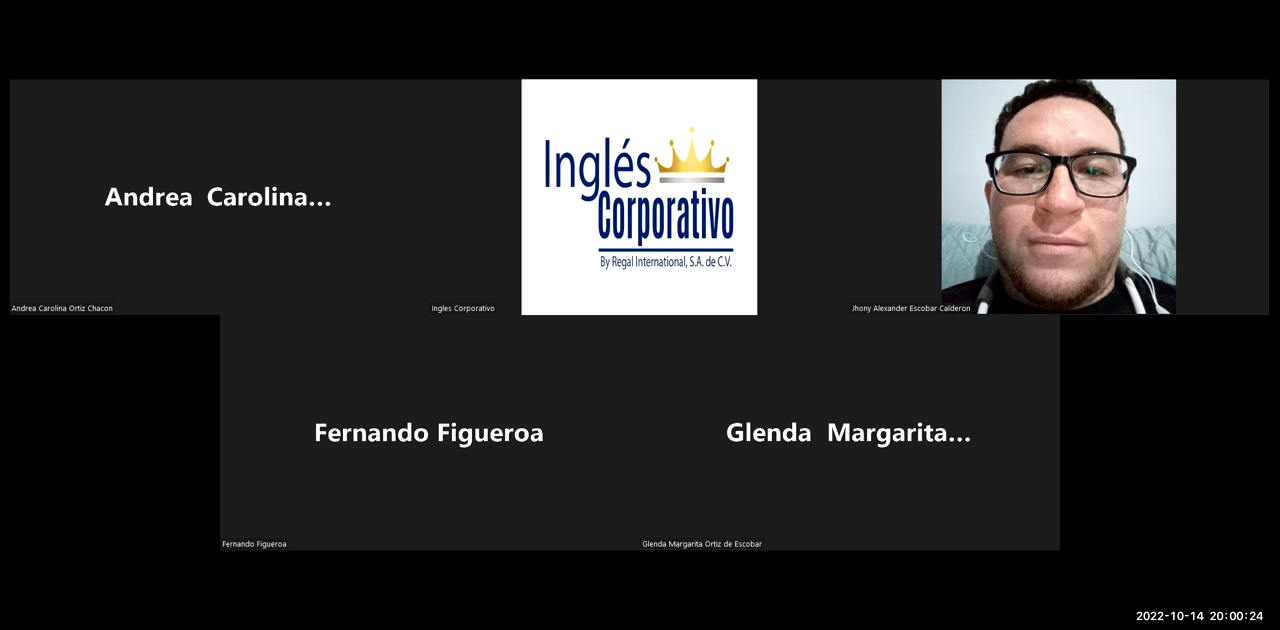 Andrea Carolina...
Andrea Carolina Ortiz Chacon
Inglés
Corporativo
By Regal International, S.A. de C.V.
Ingles Corporativo
Jhony Alexander Escobar Calderon
Fernando Figueroa
Fernando Figueroa
Glenda Margarita...
Glenda Margarita Ortiz de Escobar
2022-10-14 20:00:24